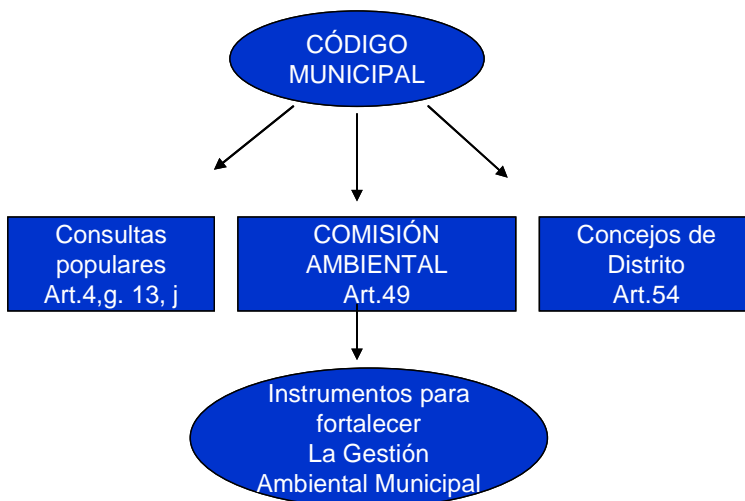 CÓDIGO
MUNICIPAL
Consultas
populares
Art.4,g. 13, j
COMISIÓN
AMBIENTAL
Art.49
Concejos de
Distrito
Art.54
Instrumentos para
fortalecer
La Gestión
Ambiental Municipal